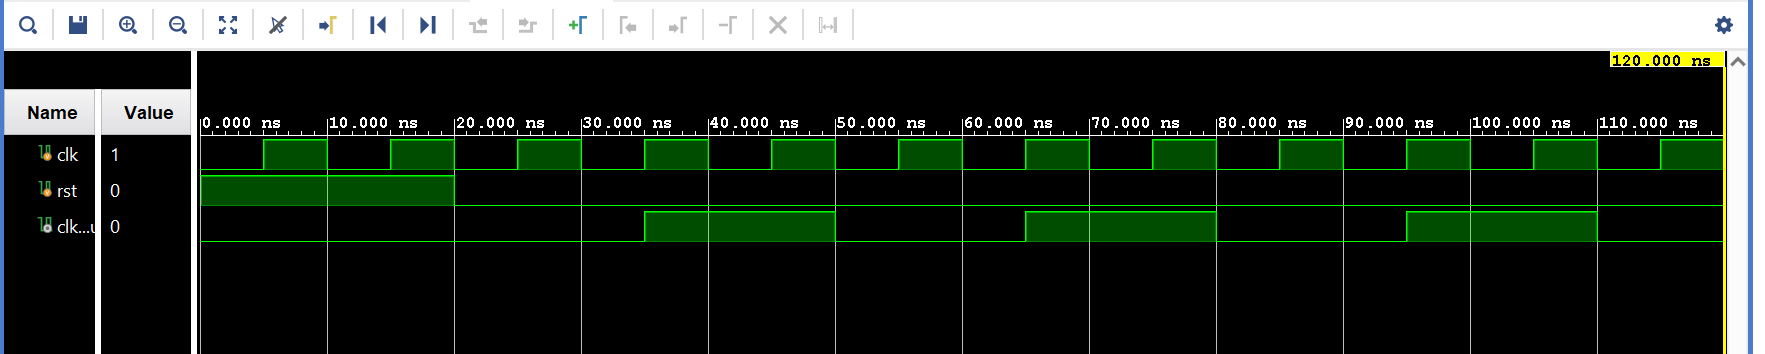 120.000 ns
Name Value
0.000 ns 10.000 ns 20.000 ns 30.000 ns 40.000 ns 50.000 ns 60.000 ns 70.000 ns 80.000 ns 90.000 ns 100.000 ns 110.000 ns
clk 1
rst 0
clk...u 0